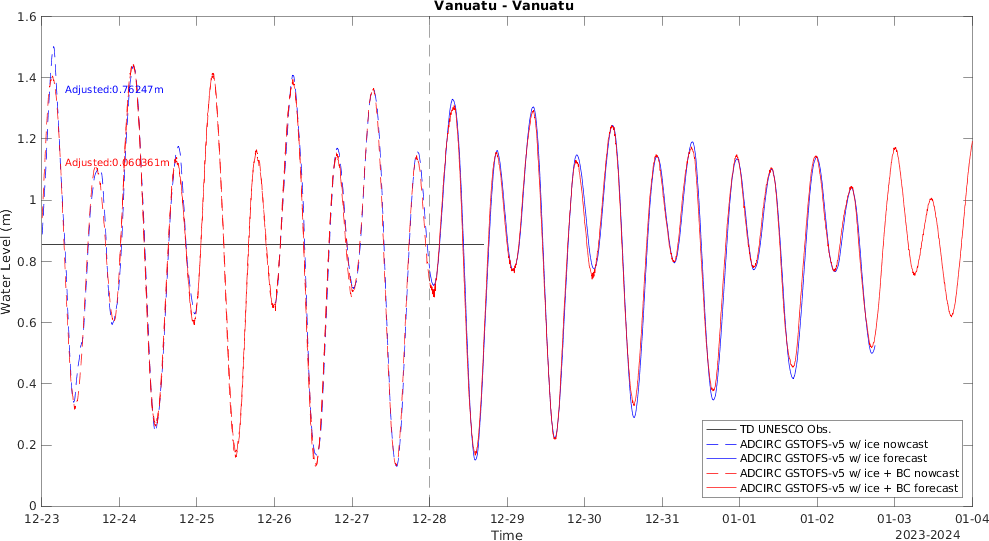 Vanuatu - Vanuatu
1.6
1.4
1.2
1
0.8
0.6
0.4
0.2
0
Water Level (m)
Adjusted:0.76247m
Adjusted:0.060361m
TD UNESCO Obs.
ADCIRC GSTOFS-v5 w/ ice nowcast
ADCIRC GSTOFS-v5 w/ ice forecast
ADCIRC GSTOFS-v5 w/ ice + BC nowcast
ADCIRC GSTOFS-v5 w/ ice + BC forecast
12-23 12-24 12-25 12-26 12-27 12-28 12-29 12-30 12-31 01-01 01-02 01-03 01-04
Time
2023-2024